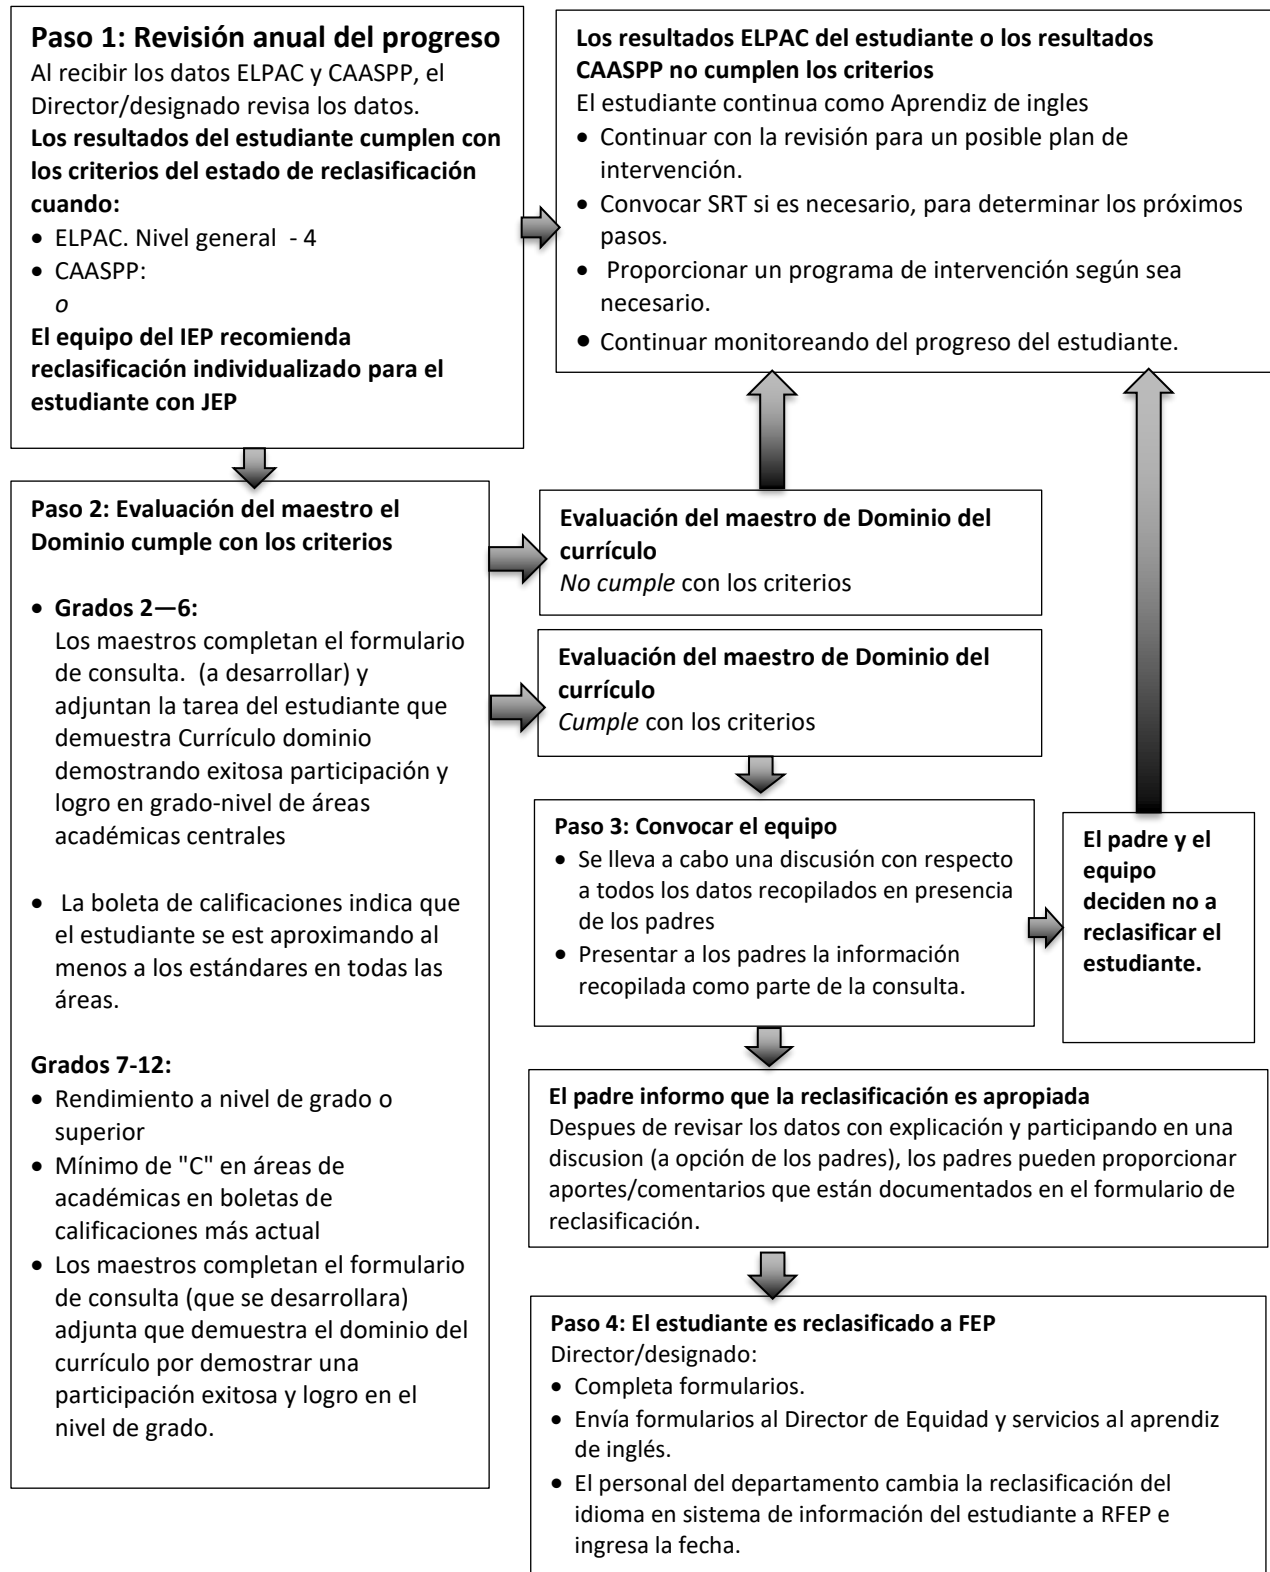 Paso 1: Revisión anual del progreso
Al recibir los datos ELPAC y CAASPP, el
Director/designado revisa los datos.
Los resultados del estudiante cumplen con
los criterios del estado de reclasificación
cuando:
• ELPAC. Nivel general - 4
• CAASPP:
o
El equipo del IEP recomienda
reclasificación individualizado para el
estudiante con JEP
Los resultados ELPAC del estudiante o los resultados
CAASPP no cumplen los criterios
El estudiante continua como Aprendiz de ingles
• Continuar con la revisión para un posible plan de
intervención.
• Convocar SRT si es necesario, para determinar los próximos
pasos.
• Proporcionar un programa de intervención según sea
necesario.
• Continuar monitoreando del progreso del estudiante.
Paso 2: Evaluación del maestro el
Dominio cumple con los criterios
• Grados 2—6:
Los maestros completan el formulario
de consulta. (a desarrollar) y
adjuntan la tarea del estudiante que
demuestra Currículo dominio
demostrando exitosa participación y
logro en grado-nivel de áreas
académicas centrales
• La boleta de calificaciones indica que
el estudiante se est aproximando al
menos a los estándares en todas las
áreas.
Grados 7-12:
• Rendimiento a nivel de grado o
superior
• Mínimo de "C" en áreas de
académicas en boletas de
calificaciones más actual
• Los maestros completan el formulario
de consulta (que se desarrollara)
adjunta que demuestra el dominio del
currículo por demostrar una
participación exitosa y logro en el
nivel de grado.
Evaluación del maestro de Dominio del
currículo
No cumple con los criterios
Evaluación del maestro de Dominio del
currículo
Cumple con los criterios
Paso 3: Convocar el equipo
• Se lleva a cabo una discusión con respecto
a todos los datos recopilados en presencia
de los padres
• Presentar a los padres la información
recopilada como parte de la consulta.
El padre y el
equipo
deciden no a
reclasificar el
estudiante.
El padre informo que la reclasificación es apropiada
Despues de revisar los datos con explicación y participando en una
discusion (a opción de los padres), los padres pueden proporcionar
aportes/comentarios que están documentados en el formulario de
reclasificación.
Paso 4: El estudiante es reclasificado a FEP
Director/designado:
• Completa formularios.
• Envía formularios al Director de Equidad y servicios al aprendiz
de inglés.
• El personal del departamento cambia la reclasificación del
idioma en sistema de información del estudiante a RFEP e
ingresa la fecha.